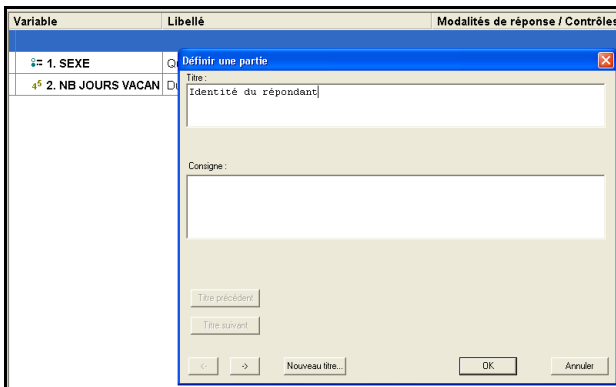 Variable Libellé Modalités de réponse / Contrôles
Définir une partie
1. SEXE Qu
Titre :
2. NB JOURS VACAN Du
Identité du répondant
Consigne :
Titre précédent
Titre suivant
<- -> Nouveau titre... OK Annuler